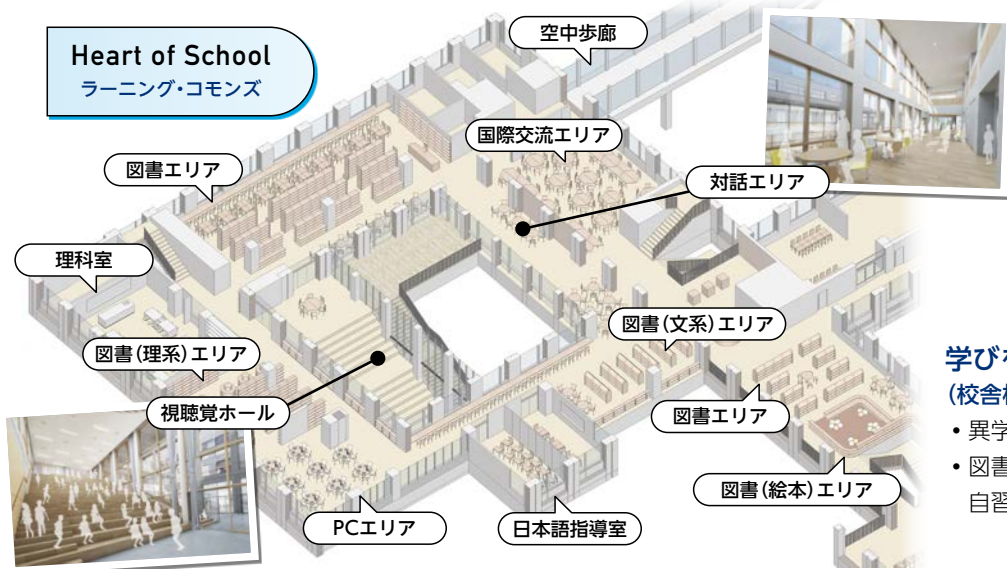 Heart of School
ラーニング・コモンズ
空中歩廊
国際交流エリア
図書エリア
対話エリア
理科室
図書(文系)エリア
図書(理系)エリア
視聴覚ホール
図書エリア
図書(絵本)エリア
PCエリア
日本語指導室
学び
(校舎
• 異学
• 図書
自習